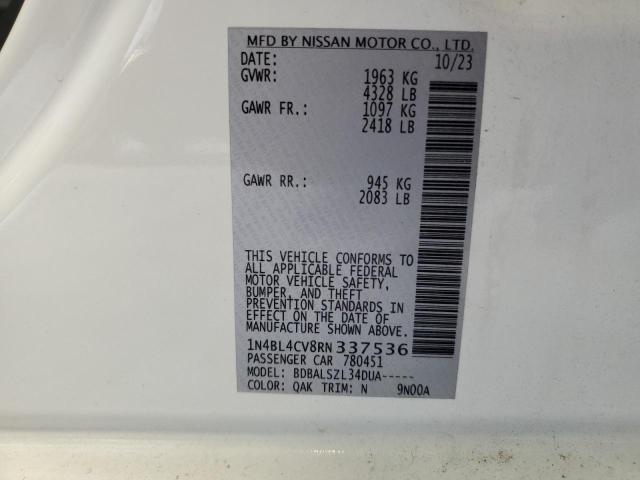 MFD BY NISSAN MOTOR CO., LTD.
DATE: 10/23
GVWR: 1963 KG
4328 LB
GAWR FR.: 1097 KG
2418 LB
GAWR RR.: 945 KG
2083 LB
THIS VEHICLE CONFORMS TO
ALL APPLICABLE FEDERAL
MOTOR VEHICLE SAFETY,
BUMPER, AND THEFT
PREVENTION STANDARDS IN
EFFECT ON THE DATE OF
MANUFACTURE SHOWN ABOVE.
1N4BL4CV8RN337536
PASSENGER CAR 780451
MODEL: BDBALSZL34DUA-----
COLOR: QAK TRIM: N 9N00A